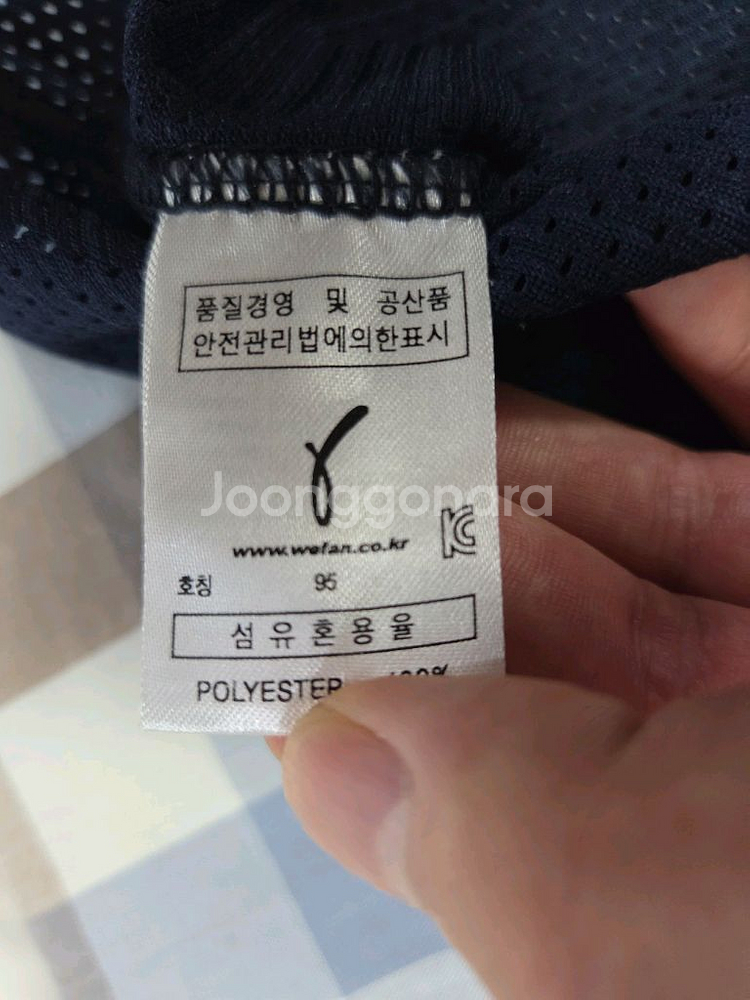 품질경영 및 공산품
안전관리법에의한표시
Joonggonara
www.wefan.co.kr
호칭 95
섬유혼용율
POLYESTER 100%